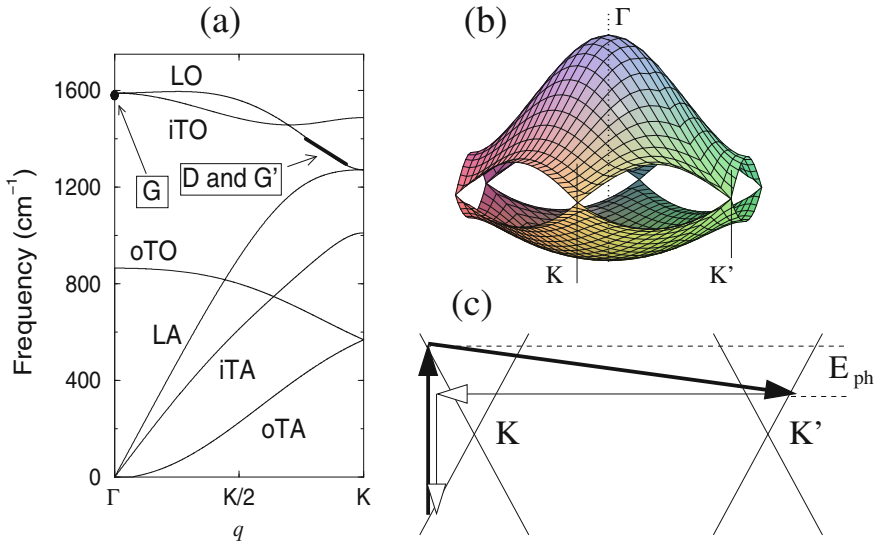 (a)
Frequency (cm⁻¹)
1600
1200
800
400
0
LO
iTO
G
D and G’
oTO
LA
iTA
oTA
Γ
K/2
K
q
(b)
Γ
K
K’
(c)
E ph
K
K’